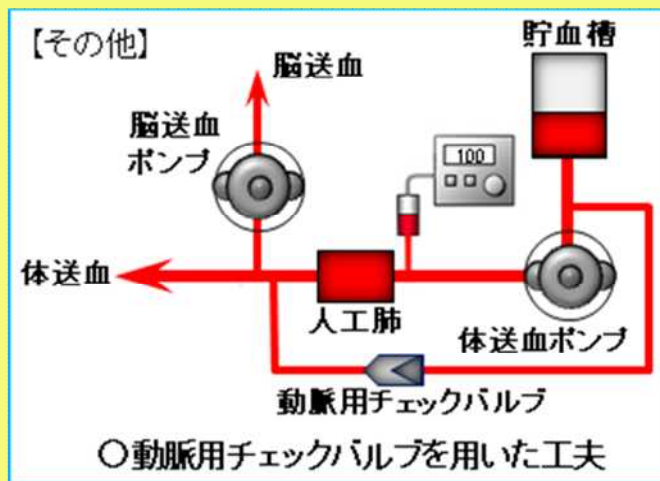 【その他】
貯血槽
脳送血
脳送血
ポンプ
100
体送血
人工肺
体送血ポンプ
動脈用チェックバルブ
○動脈用チェックバルブを用いた工夫